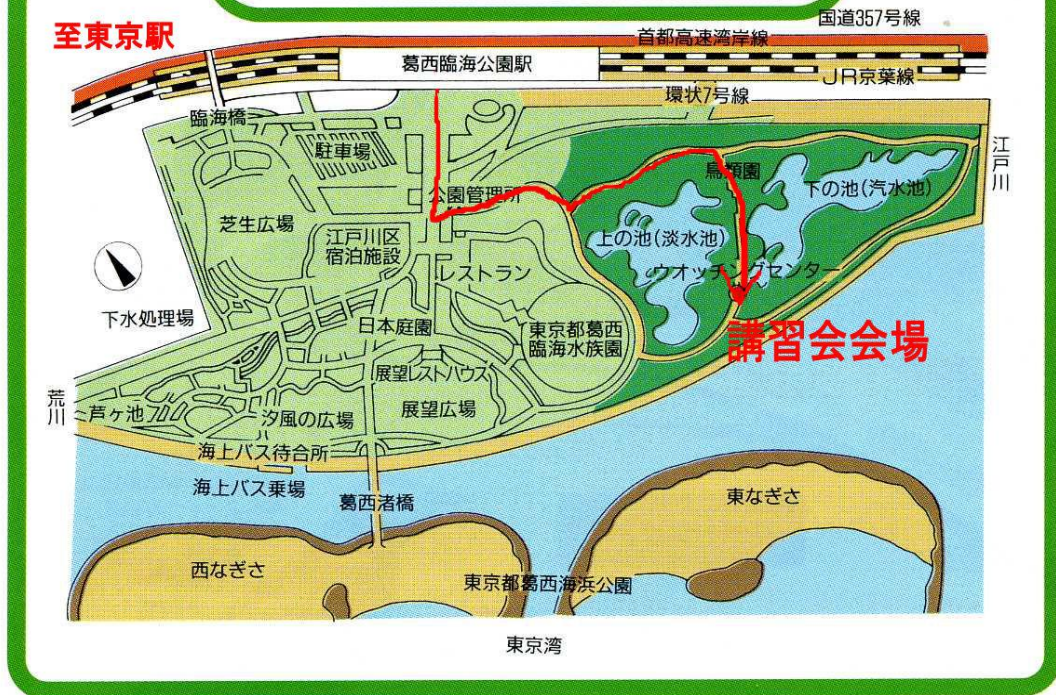 国道357号線
至東京駅
首都高速湾岸線
葛西臨海公園駅
JR京葉線
環状7号線
臨海橋
駐車場
江戸川
鳥類園
下の池(汽水池)
公園管理所
芝生広場
江戸川区
宿泊施設
上の池(淡水池)
レストラン
ウオッチングセンター
下水処理場
日本庭園
東京都葛西
臨海水族園
講習会会場
展望レストハウス
荒川
芦ヶ池
汐風の広場
展望広場
海上バス待合所
海上バス乗場
葛西渚橋
東なぎさ
西なぎさ
東京都葛西海浜公園
東京湾